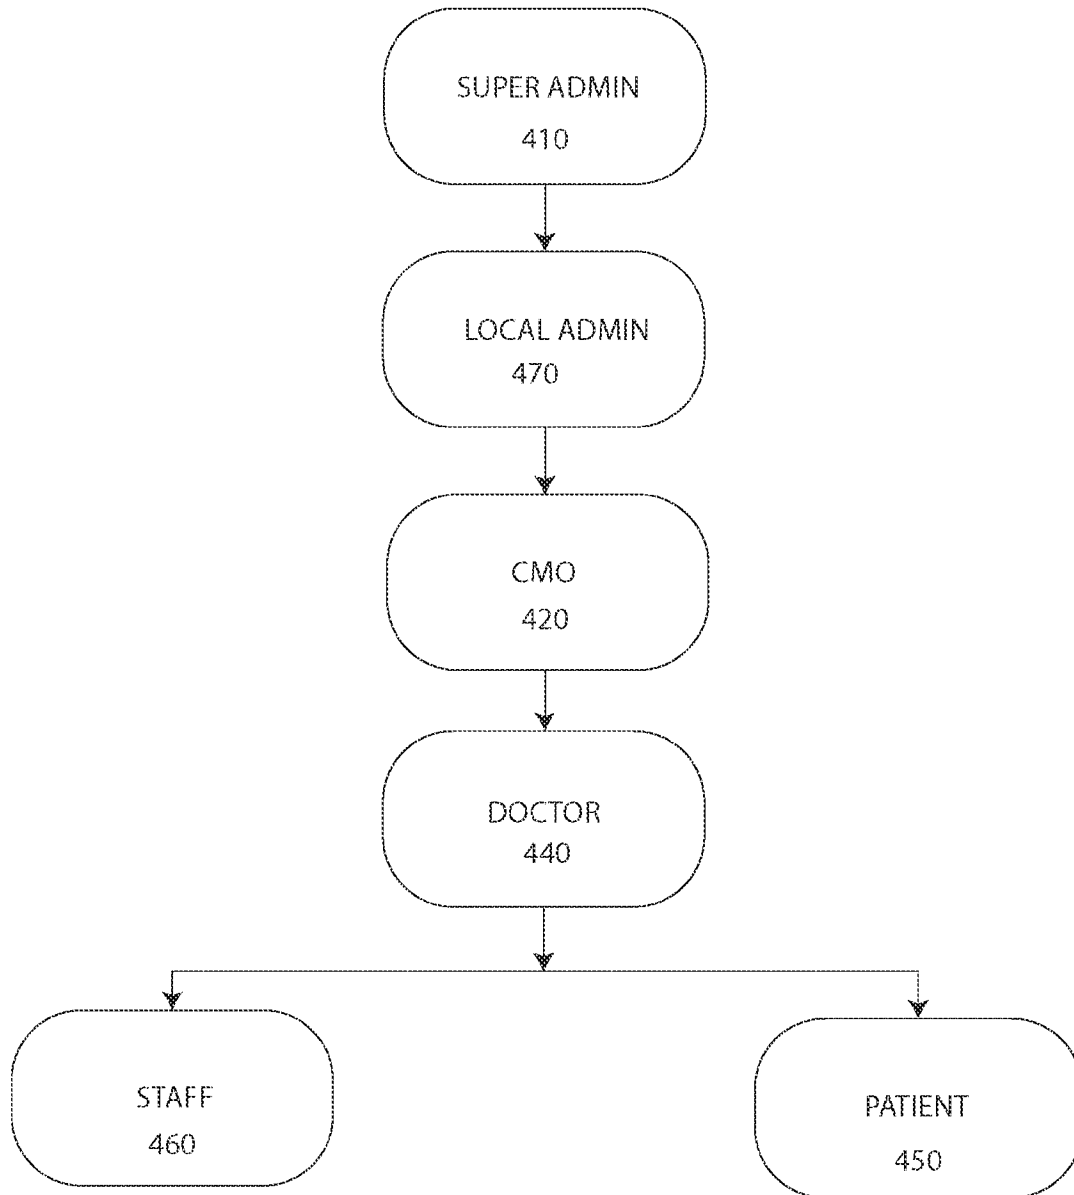 SUPER ADMIN
410
LOCAL ADMIN
470
CMO
420
DOCTOR
440
STAFF
460
PATIENT
450